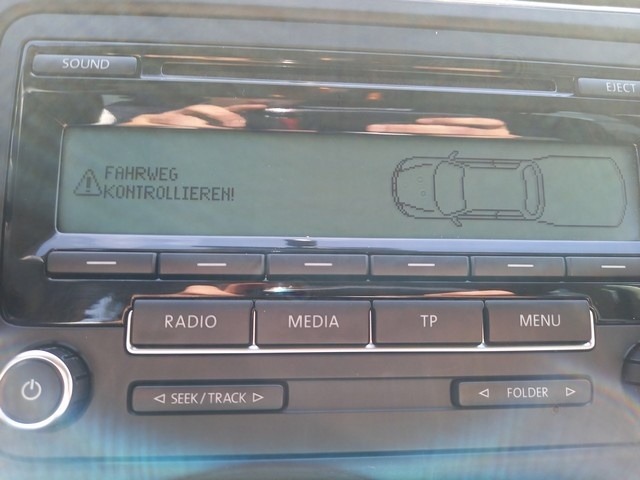 SOUND
EJECT
FAHRWEG
KONTROLLIEREN!
RADIO
MEDIA
TP
MENU
SEEK/TRACK
FOLDER